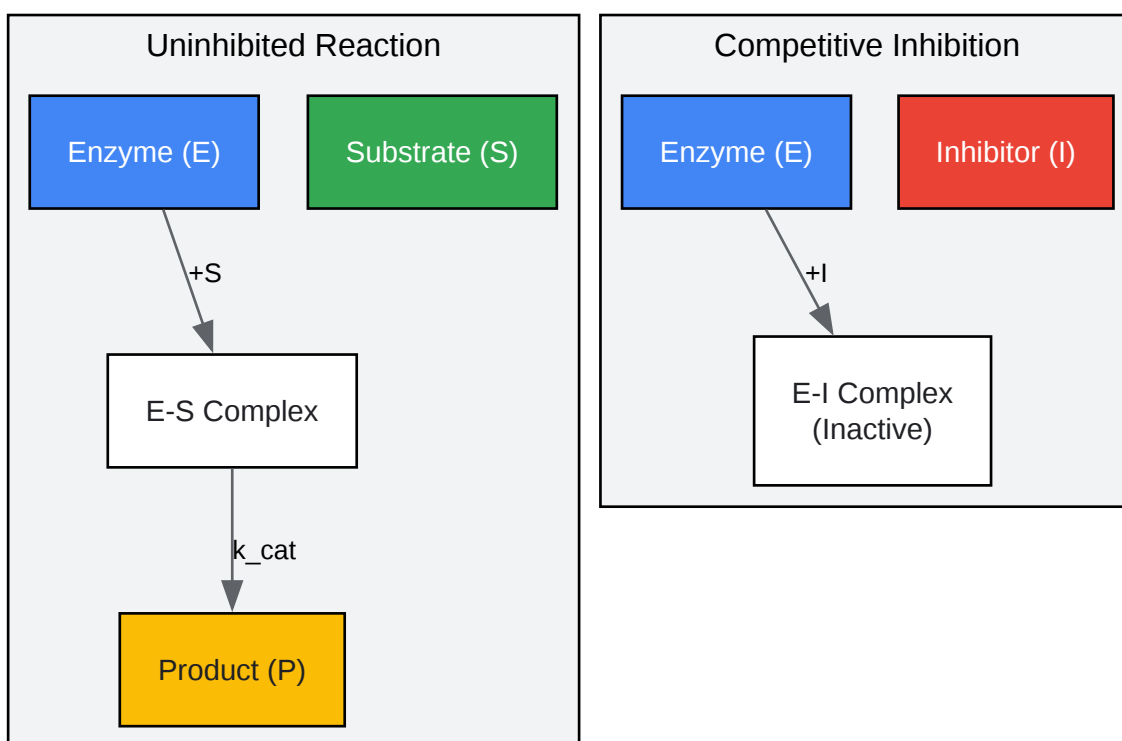 Uninhibited Reaction
Enzyme (E)
Substrate (S)
+S
E-S Complex
k_cat
Product (P)
Competitive Inhibition
Enzyme (E)
Inhibitor (I)
+I
E-I Complex
(Inactive)